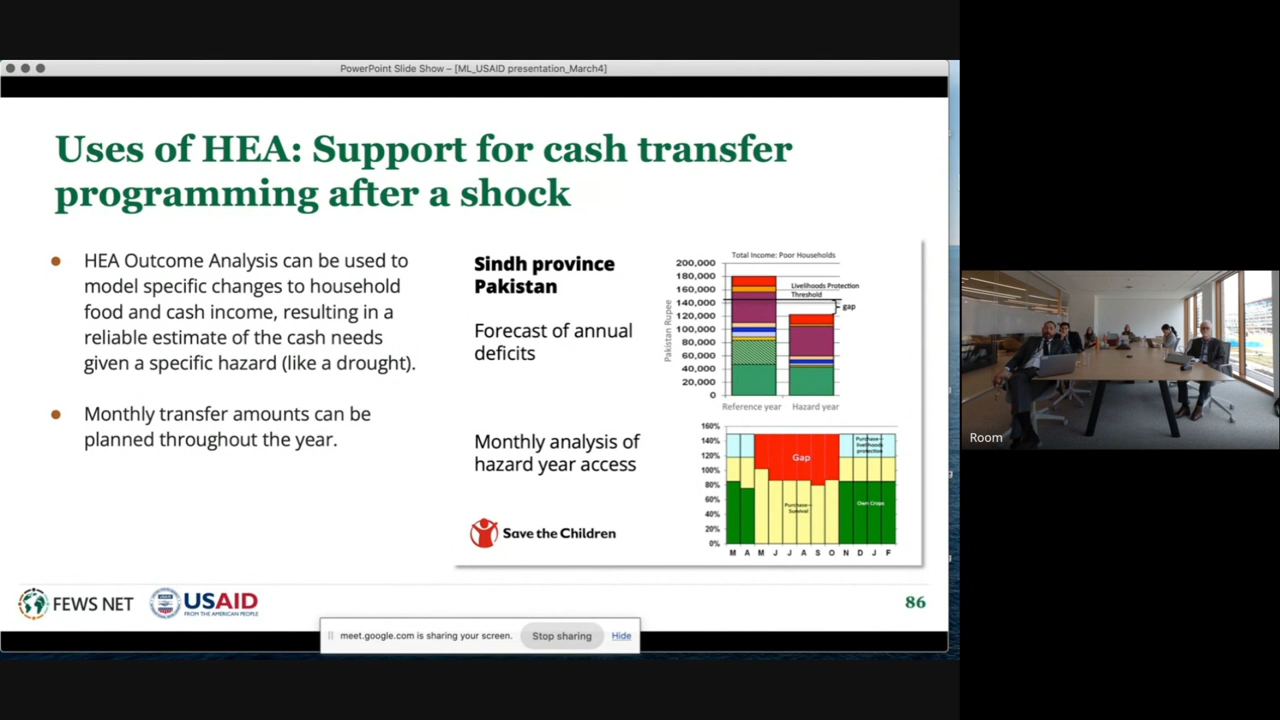 PowerPoint Slide Show – [ML_USAID presentation_March4]
Uses of HEA: Support for cash transfer
programming after a shock
HEA Outcome Analysis can be used to
model specific changes to household
food and cash income, resulting in a
reliable estimate of the cash needs
given a specific hazard (like a drought).
Monthly transfer amounts can be
planned throughout the year.
Sindh province
Pakistan
Forecast of annual
deficits
Monthly analysis of
hazard year access
Save the Children
Total Income: Poor Households
Pakistan Rupee
200,000
180,000
160,000
140,000
120,000
100,000
80,000
60,000
40,000
20,000
0
Livelihoods Protection
Threshold
gap
Reference year
Hazard year
160%
140%
120%
100%
80%
60%
40%
20%
0%
Purchase—
livelihoods
protection
Gap
Purchase—
Survival
Own Crops
M A M J J A S O N D J F
FEWS NET
USAID
FROM THE AMERICAN PEOPLE
86
meet.google.com is sharing your screen.
Stop sharing
Hide
Room